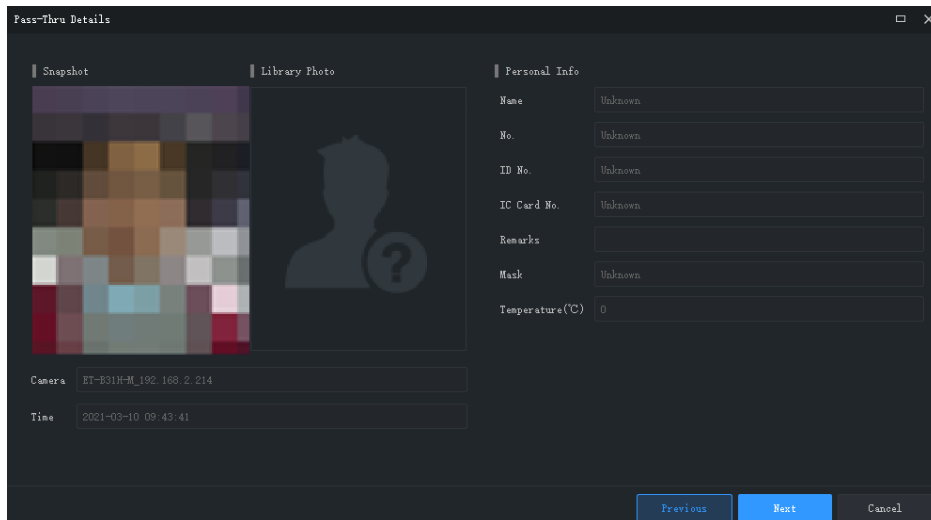 Pass-Thru Details
Snapshot
Library Photo
Personal Info
Name Unknown
No. Unknown
ID No. Unknown
IC Card No. Unknown
Remarks
Mask Unknown
Temperature(℃) 0
?
Camera ET-B31H-M_192.168.2.214
Time 2021-03-10 09:43:41
Previous Next Cancel